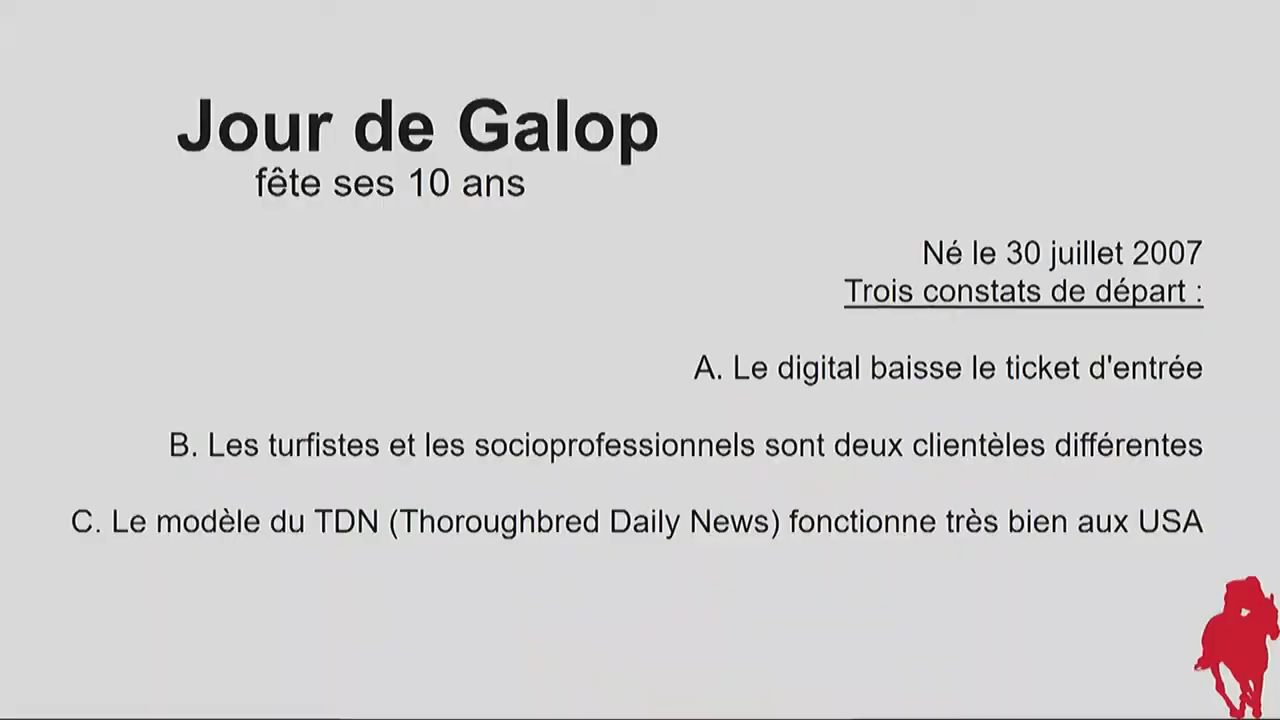 Jour de Galop
fête ses 10 ans
Né le 30 juillet 2007
Trois constats de départ :
A. Le digital baisse le ticket d'entrée
B. Les turfistes et les socioprofessionnels sont deux clientèles différentes
C. Le modèle du TDN (Thoroughbred Daily News) fonctionne très bien aux USA